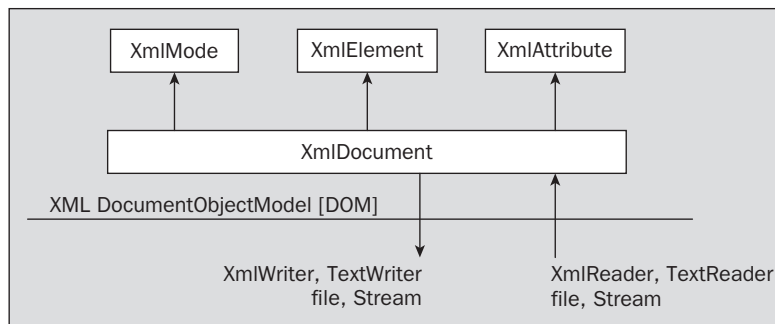 XmlMode XmlElement XmlAttribute
XmlDocument
XML DocumentObjectModel [DOM]
XmlWriter, TextWriter
file, Stream
XmlReader, TextReader
file, Stream